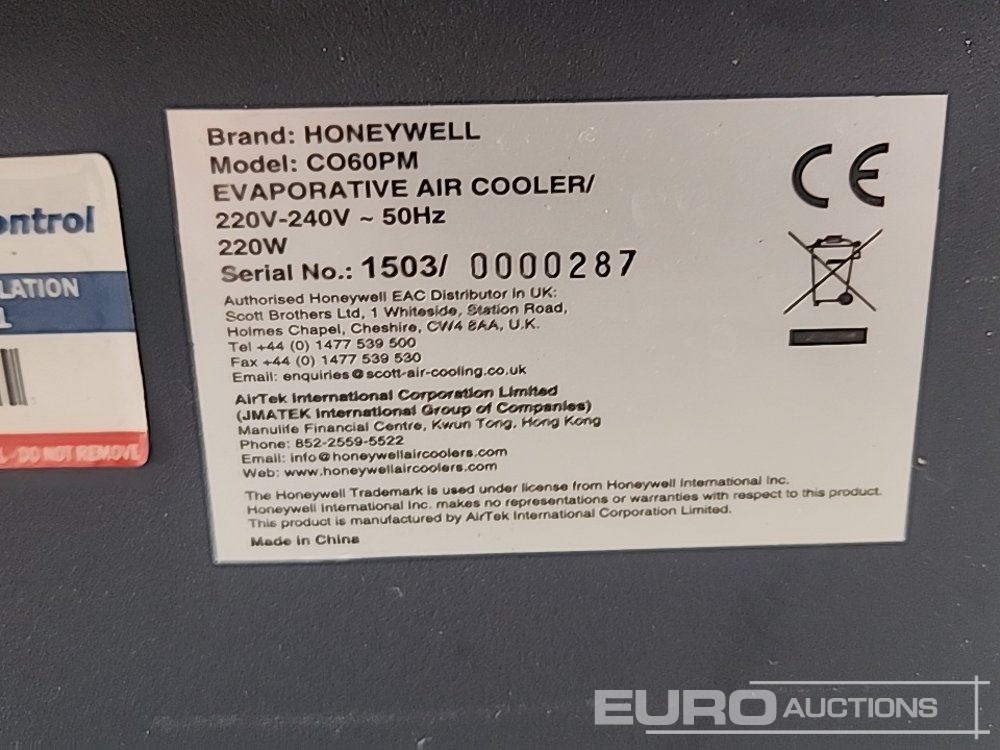 Brand: HONEYWELL
Model: CO60PM
EVAPORATIVE AIR COOLER/
220V-240V ~ 50Hz
220W
Serial No.: 1503/ 0000287
Authorised Honeywell EAC Distributor in UK:
Scott Brothers Ltd, 1 Whiteside, Station Road,
Holmes Chapel, Cheshire, CW4 8AA, U.K.
Tel +44 (0) 1477 539 500
Fax +44 (0) 1477 539 530
Email: enquiries@scott-air-cooling.co.uk
AirTek International Corporation Limited
(JMATEK International Group of Companies)
Manulife Financial Centre, Kwun Tong, Hong Kong
Phone: 852-2559-5522
Email: info@honeywellaircoolers.com
Web: www.honeywellaircoolers.com
The Honeywell Trademark is used under license from Honeywell International Inc.
Honeywell International Inc. makes no representations or warranties with respect to this product.
This product is manufactured by AirTek International Corporation Limited.
Made in China
CE
ontrol
LATION
L
- DO NOT REMOVE
EURO AUCTIONS